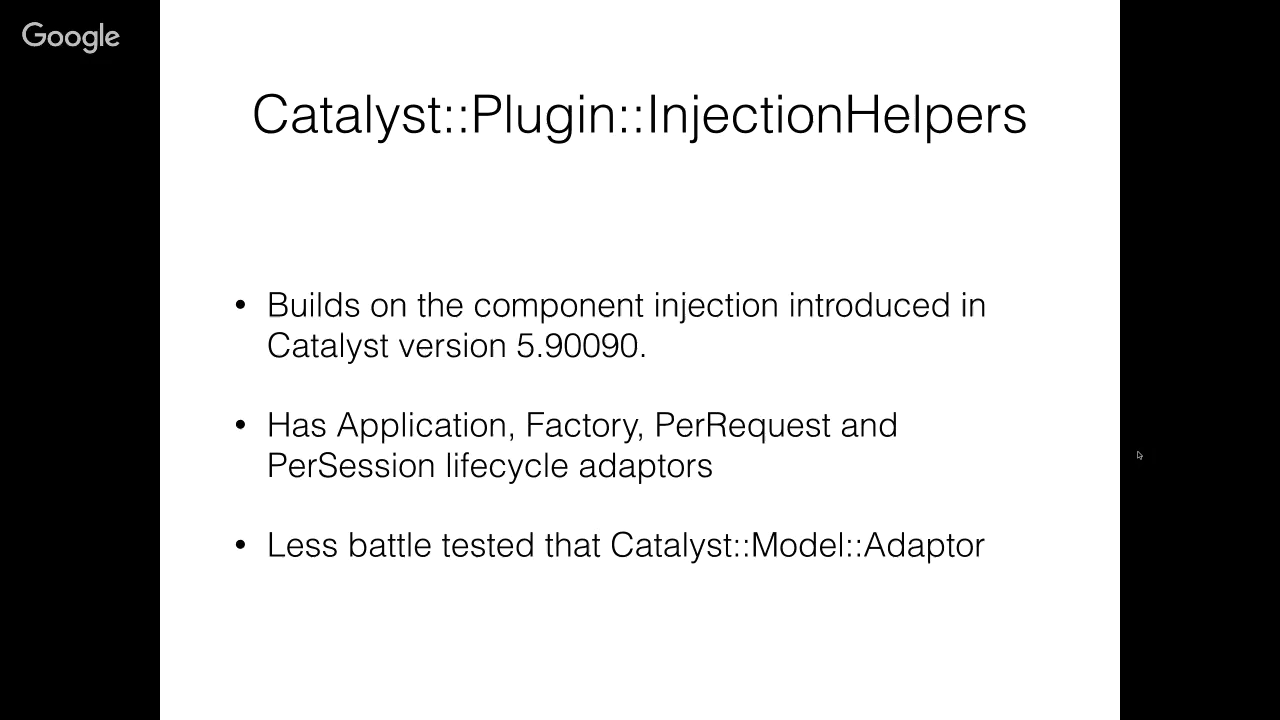 Google
Catalyst::Plugin::InjectionHelpers
• Builds on the component injection introduced in
Catalyst version 5.90090.
• Has Application, Factory, PerRequest and
PerSession lifecycle adaptors
• Less battle tested that Catalyst::Model::Adaptor